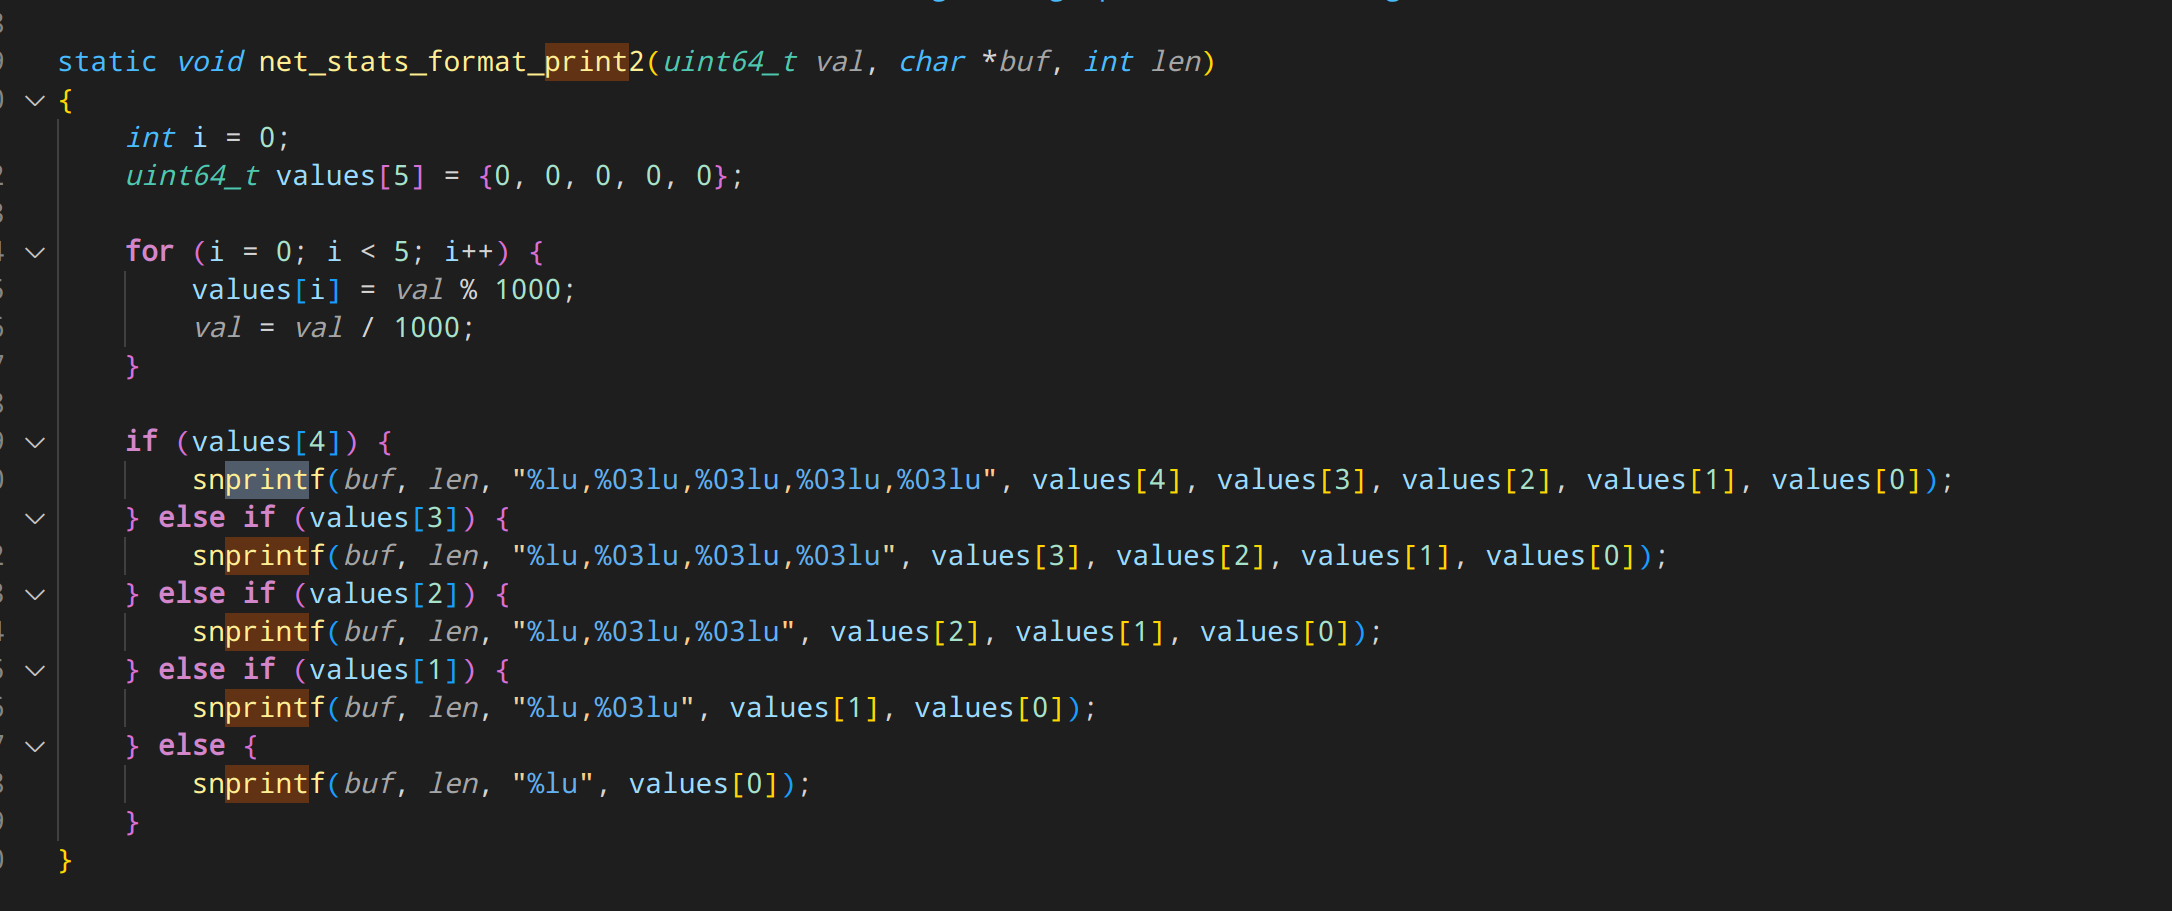 static void net_stats_format_print2(uint64_t val, char *buf, int len)
{
    int i = 0;
    uint64_t values[5] = {0, 0, 0, 0, 0};
    for (i = 0; i < 5; i++) {
        values[i] = val % 1000;
        val = val / 1000;
    }
    if (values[4]) {
        snprintf(buf, len, "%lu,%03lu,%03lu,%03lu,%03lu", values[4], values[3], values[2], values[1], values[0]);
    } else if (values[3]) {
        snprintf(buf, len, "%lu,%03lu,%03lu,%03lu", values[3], values[2], values[1], values[0]);
    } else if (values[2]) {
        snprintf(buf, len, "%lu,%03lu,%03lu", values[2], values[1], values[0]);
    } else if (values[1]) {
        snprintf(buf, len, "%lu,%03lu", values[1], values[0]);
    } else {
        snprintf(buf, len, "%lu", values[0]);
    }
}